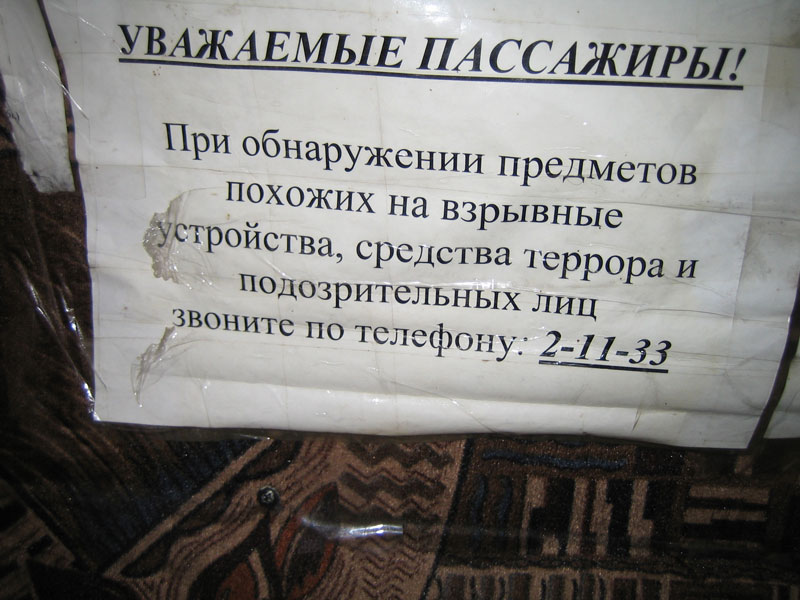 УВАЖАЕМЫЕ ПАССАЖИРЫ!
При обнаружении предметов
похожих на взрывные
устройства, средства террора и
подозрительных лиц
звоните по телефону: 2-11-33